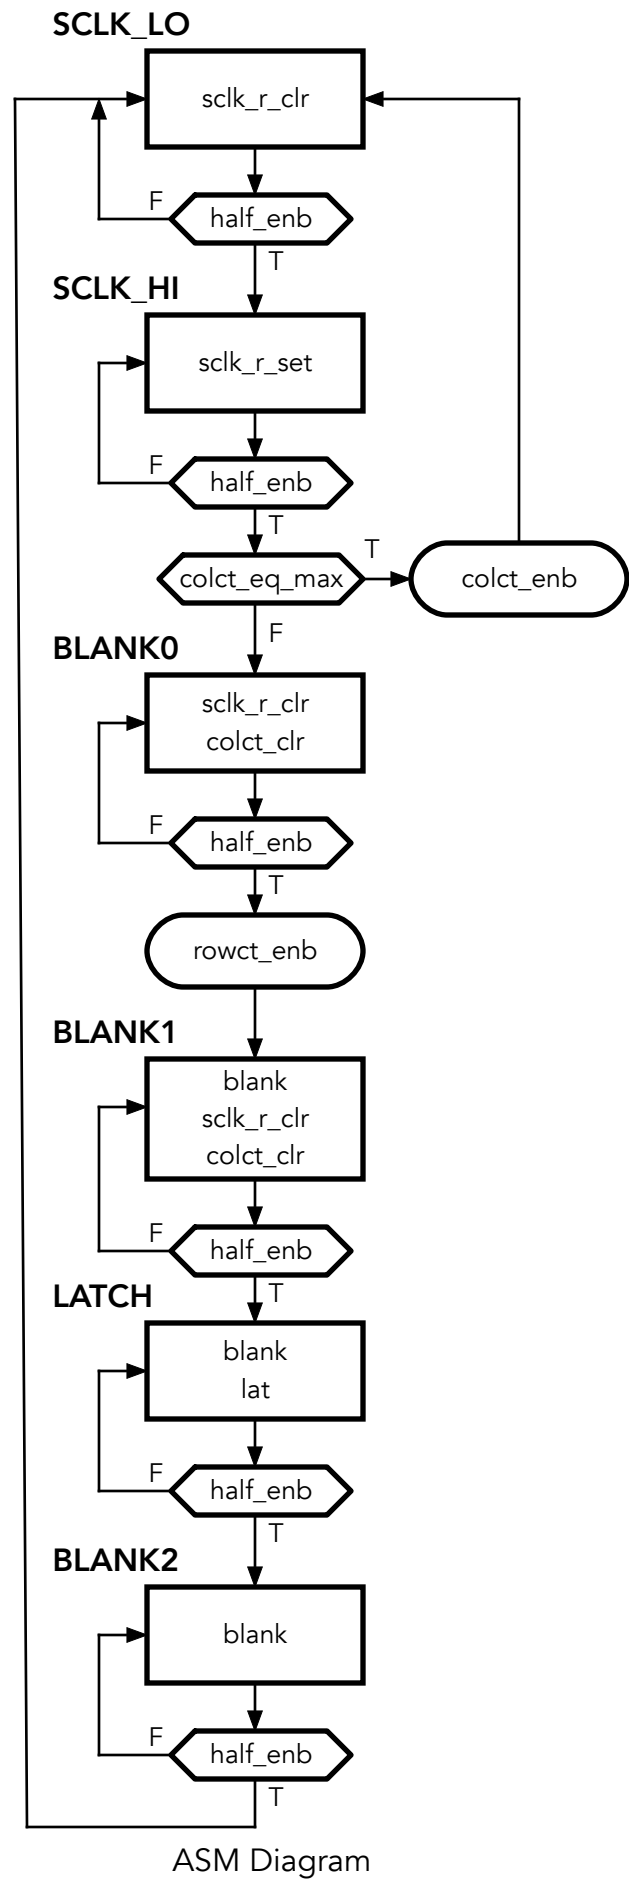 SCLK_LO
sclk_r_clr
F
half_enb
T
SCLK_HI
sclk_r_set
F
half_enb
T
colct_eq_max
T
colct_enb
F
BLANK0
sclk_r_clr
colct_clr
F
half_enb
T
rowct_enb
BLANK1
blank
sclk_r_clr
colct_clr
F
half_enb
T
LATCH
blank
lat
F
half_enb
T
BLANK2
blank
F
half_enb
T
ASM Diagram